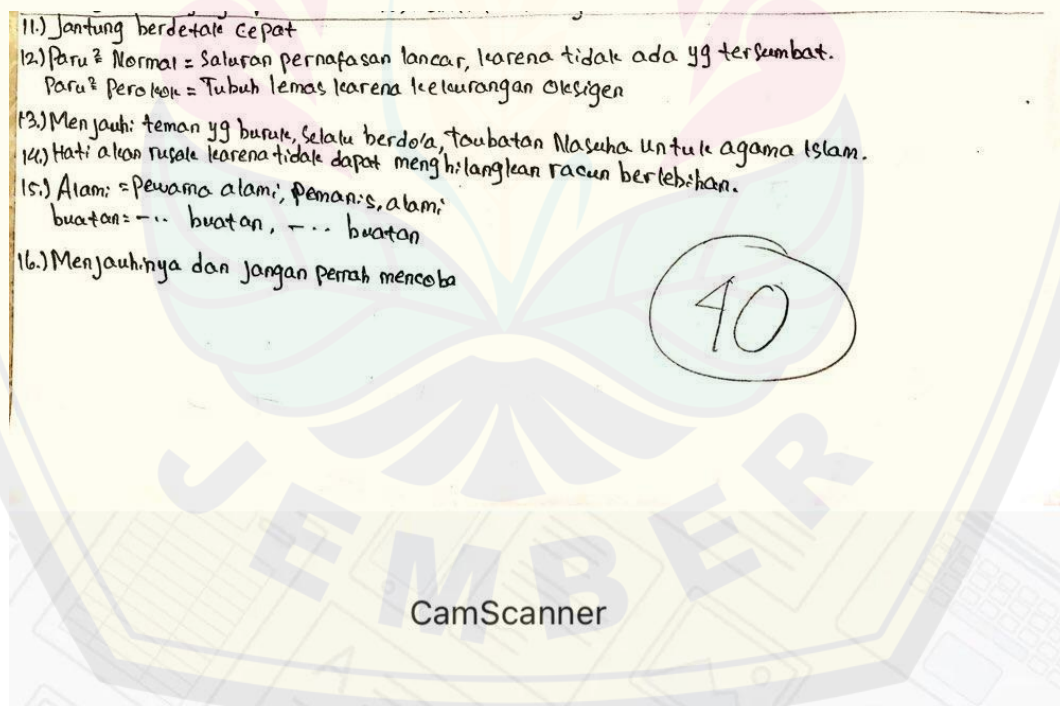 11.) Jantung berdetak cepat
12.) Paru² Normal = Saluran pernafasan lancar, karena tidak ada yg tersumbat.
Paru² Perokok = Tubuh lemas karena kekurangan oksigen
13.) Menjauhi teman yg buruk, selalu berdo'a, Taubatan Nasuha untuk agama Islam.
14.) Hati akan rusak karena tidak dapat menghilangkan racun berlebihan.
15.) Alami = Pewarna alami, Pemanis, alami
buatan = -... buatan, -... buatan
16.) Menjauhinya dan jangan pernah mencoba
40
JEMBER
CamScanner